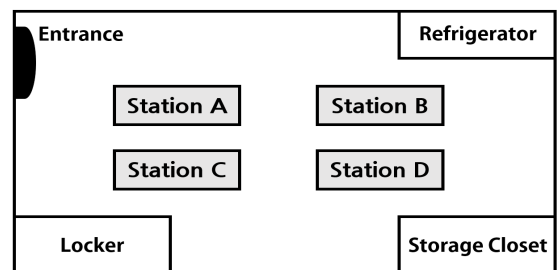 Entrance
Refrigerator
Station A
Station B
Station C
Station D
Locker
Storage Closet